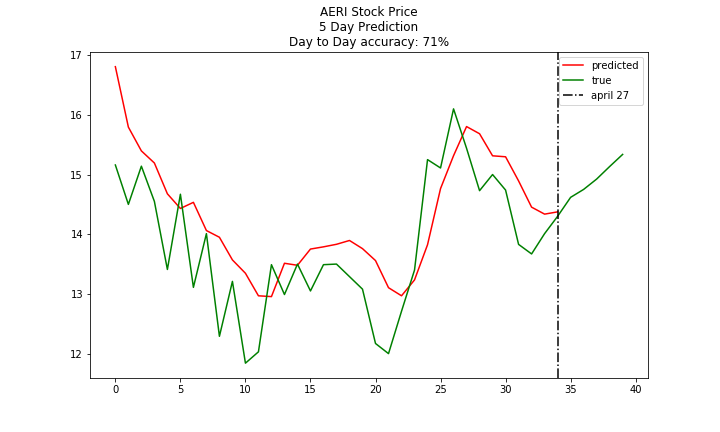 AERI Stock Price
5 Day Prediction
Day to Day accuracy: 71%
predicted
true
april 27
17
16
15
14
13
12
0 5 10 15 20 25 30 35 40